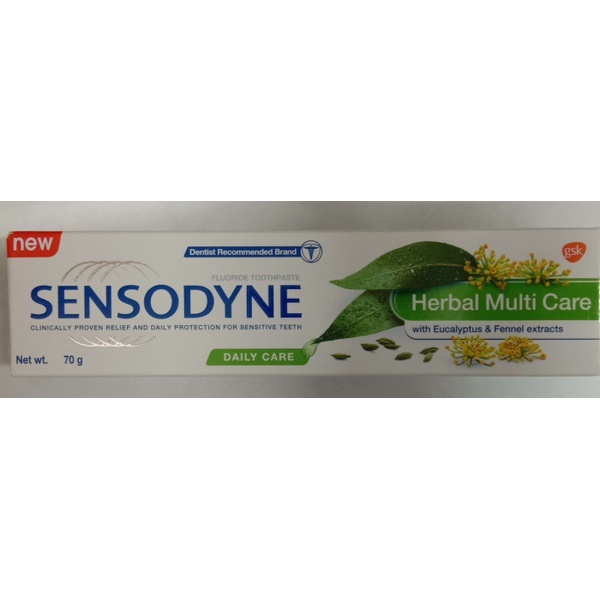 new
Dentist Recommended Brand
FLUORIDE TOOTHPASTE
SENSODYNE
CLINICALLY PROVEN RELIEF AND DAILY PROTECTION FOR SENSITIVE TEETH
Net wt. 70 g
DAILY CARE
gsk
Herbal Multi Care
with Eucalyptus & Fennel extracts